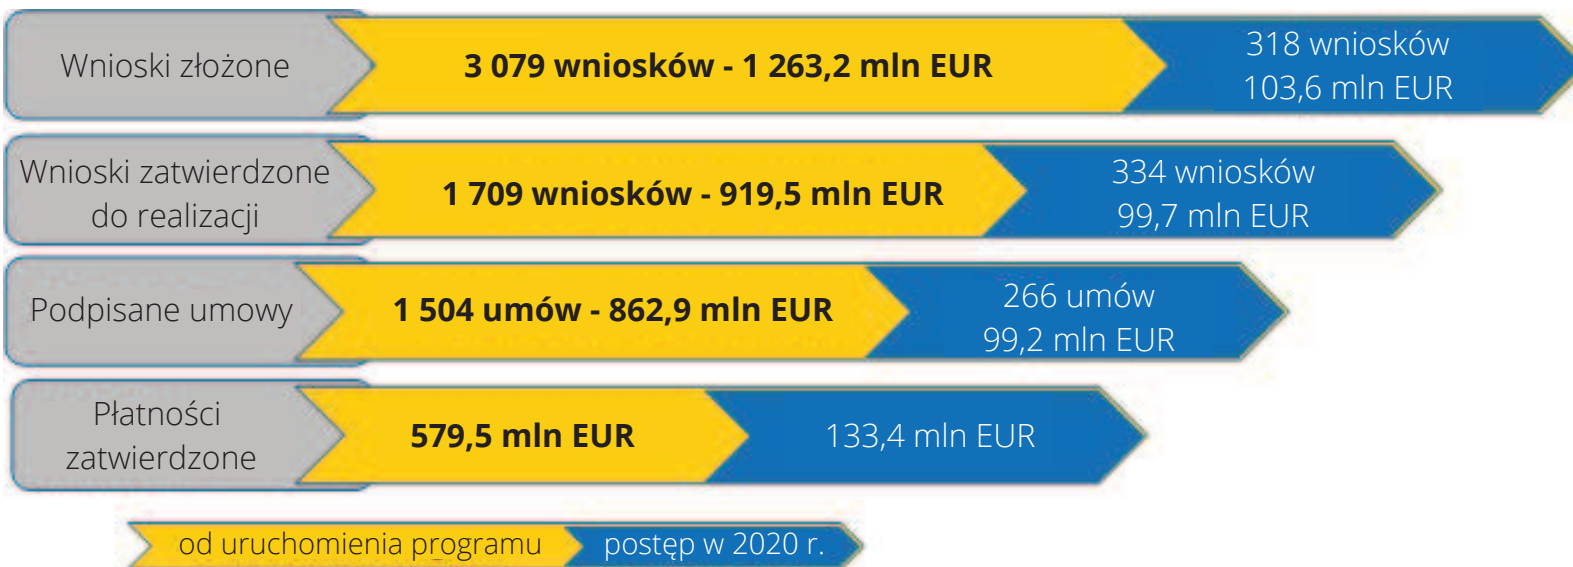 Wnioski złożone
3 079 wniosków - 1 263,2 mln EUR
318 wniosków
103,6 mln EUR
Wnioski zatwierdzone
do realizacji
1 709 wniosków - 919,5 mln EUR
334 wniosków
99,7 mln EUR
Podpisane umowy
1 504 umów - 862,9 mln EUR
266 umów
99,2 mln EUR
Płatności
zatwierdzone
579,5 mln EUR
133,4 mln EUR
od uruchomienia programu
postęp w 2020 r.